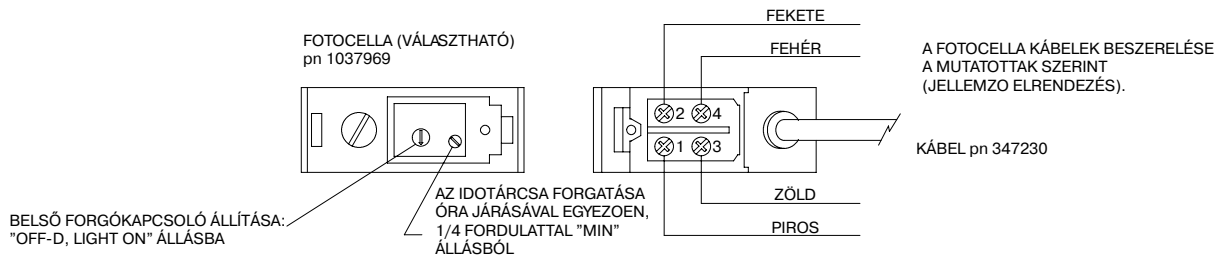 FOTOCELLA (VÁLASZTHATÓ)
pn 1037969
BELSŐ FORGÓKAPCSOLÓ ÁLLÍTÁSA:
”OFF-D, LIGHT ON” ÁLLÁSBA
AZ IDOTÁRCSA FORGATÁSA
ÓRA JÁRÁSÁVAL EGYEZOEN,
1/4 FORDULATTAL ”MIN”
ÁLLÁSBÓL
FEKETE
FEHÉR
2 4
1 3
ZÖLD
PIROS
A FOTOCELLA KÁBELEK BESZERELÉSE
A MUTATOTTAK SZERINT
(JELLEMZO ELRENDEZÉS).
KÁBEL pn 347230